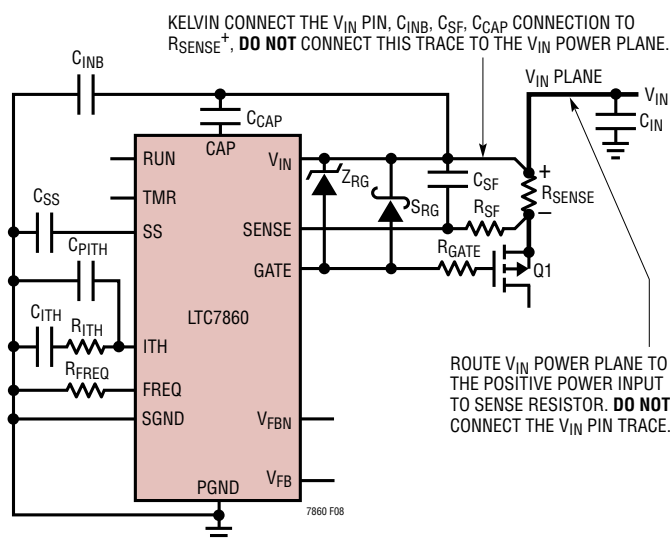 KELVIN CONNECT THE VIN PIN, CINB, CSF, CCAP CONNECTION TO
RSENSE+, DO NOT CONNECT THIS TRACE TO THE VIN POWER PLANE.
CINB
VIN PLANE
VIN
CCAP
CIN
CAP
RUN
VIN
ZRG
CSF
+
TMR
SRG
RSENSE
CSS
RSF
–
SS
SENSE
CPITH
RGATE
GATE
Q1
CITH
RITH
LTC7860
ITH
RFREQ
FREQ
SGND
VFBN
ROUTE VIN POWER PLANE TO
THE POSITIVE POWER INPUT
TO SENSE RESISTOR. DO NOT
CONNECT THE VIN PIN TRACE.
VFB
PGND
7860 F08